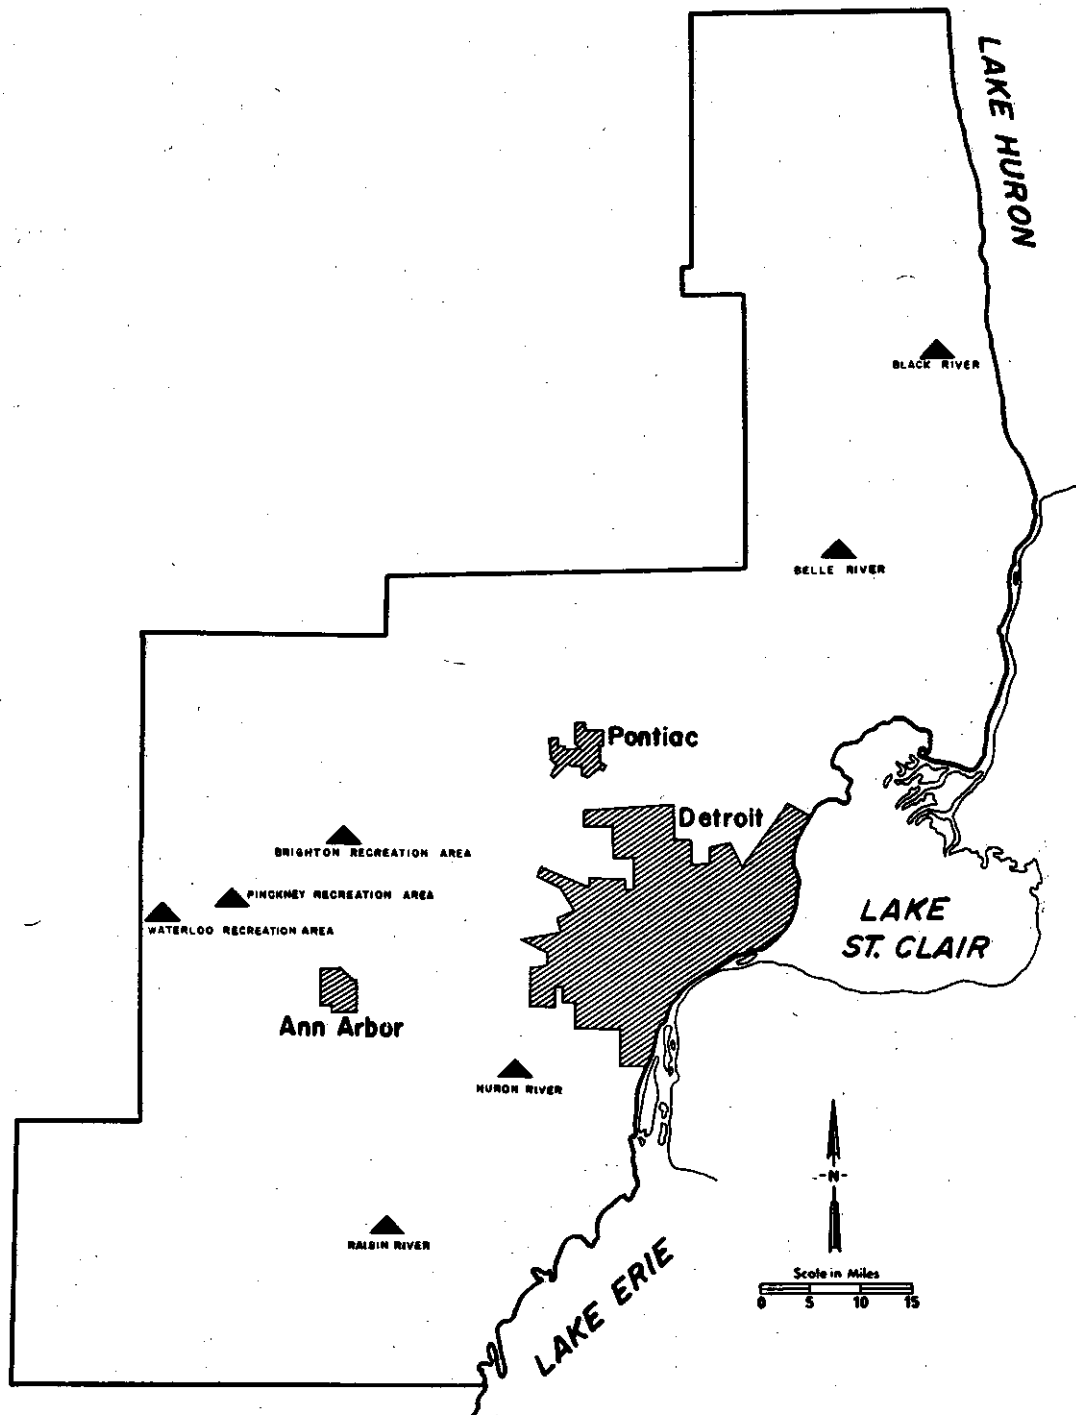 LAKE HURON
BLACK RIVER
BELLE RIVER
Pontiac
Detroit
BRIGHTON RECREATION AREA
PINCKNEY RECREATION AREA
WATERLOO RECREATION AREA
LAKE
ST. CLAIR
Ann Arbor
HURON RIVER
-N-
RAISIN RIVER
LAKE ERIE
Scale in Miles
0 5 10 15